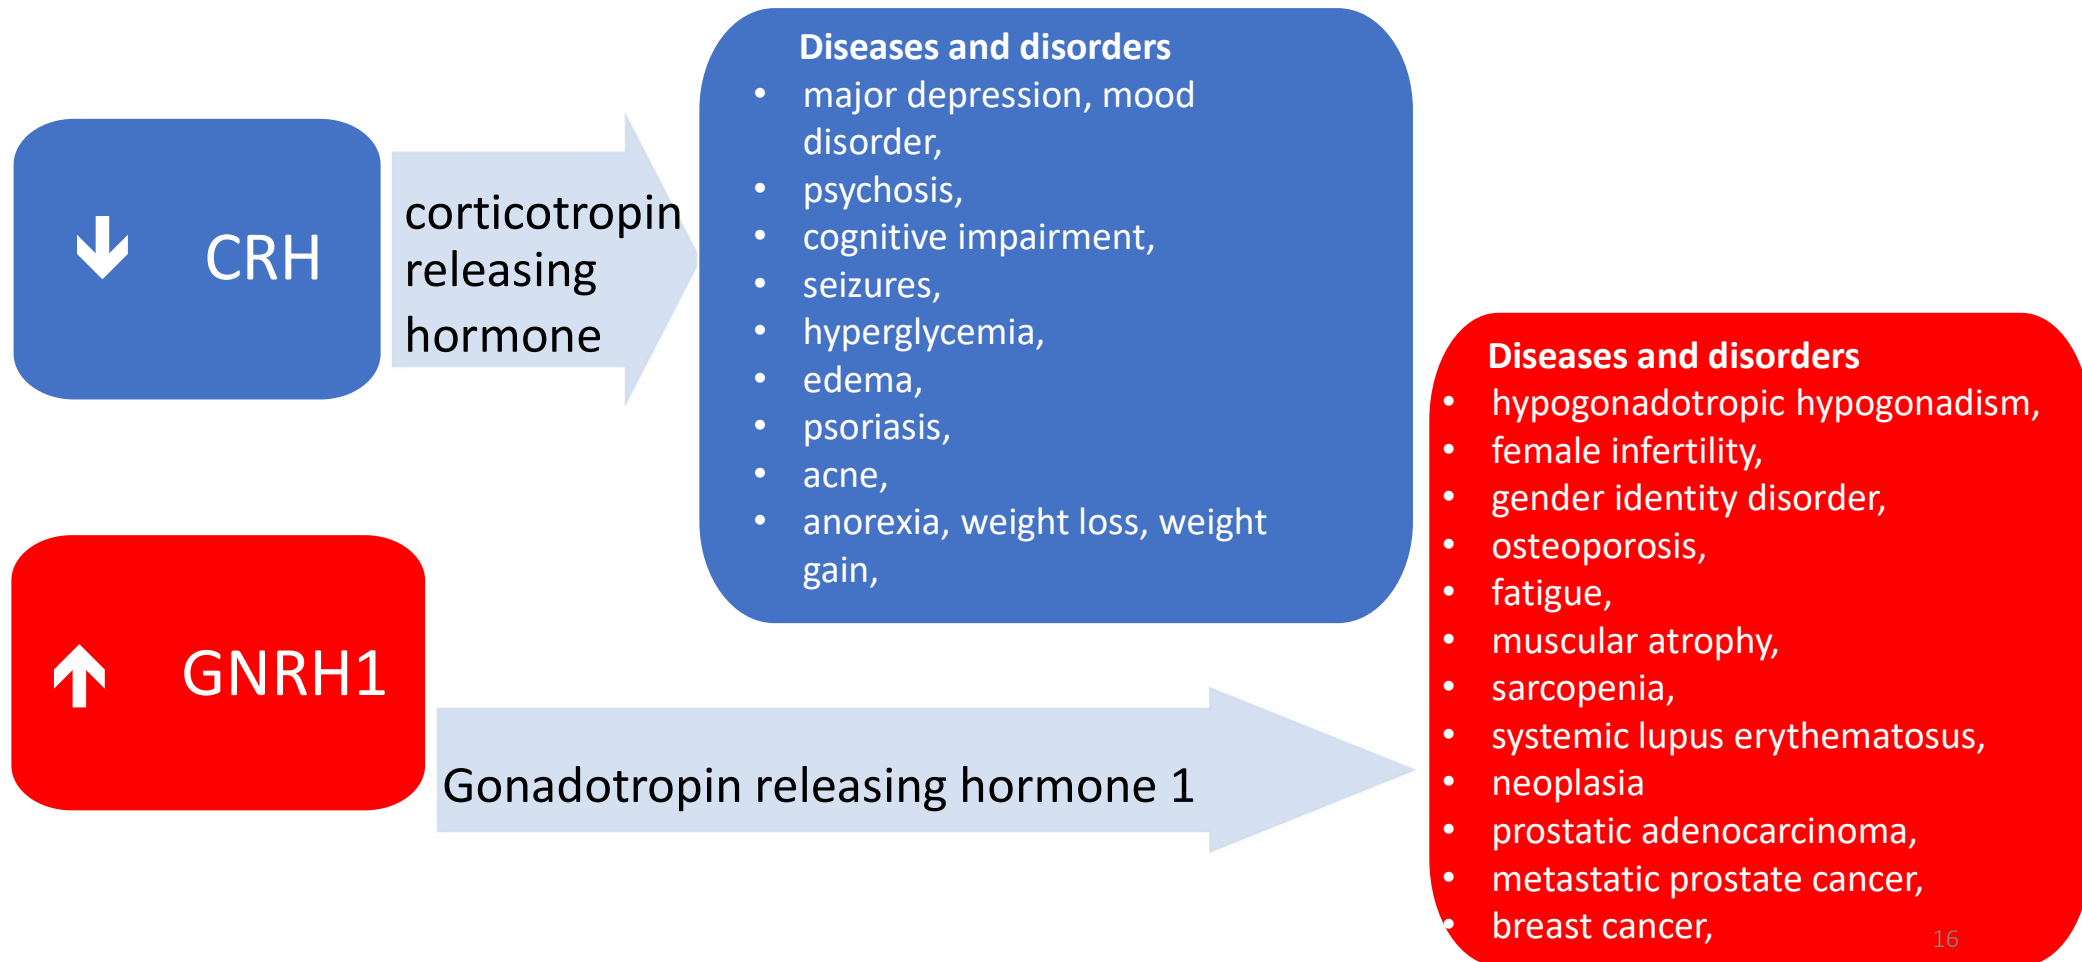 CRH
corticotropin
releasing
hormone
Diseases and disorders
• major depression, mood
disorder,
• psychosis,
• cognitive impairment,
• seizures,
• hyperglycemia,
• edema,
• psoriasis,
• acne,
• anorexia, weight loss, weight
gain,
GNRH1
Gonadotropin releasing hormone 1
Diseases and disorders
• hypogonadotropic hypogonadism,
• female infertility,
• gender identity disorder,
• osteoporosis,
• fatigue,
• muscular atrophy,
• sarcopenia,
• systemic lupus erythematosus,
• neoplasia
• prostatic adenocarcinoma,
• metastatic prostate cancer,
• breast cancer,
16